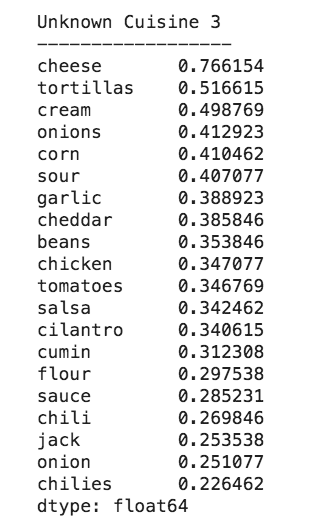 Unknown Cuisine 3
-------------------
cheese 0.766154
tortillas 0.516615
cream 0.498769
onions 0.412923
corn 0.410462
sour 0.407077
garlic 0.388923
cheddar 0.385846
beans 0.353846
chicken 0.347077
tomatoes 0.346769
salsa 0.342462
cilantro 0.340615
cumin 0.312308
flour 0.297538
sauce 0.285231
chili 0.269846
jack 0.253538
onion 0.251077
chilies 0.226462
dtype: float64